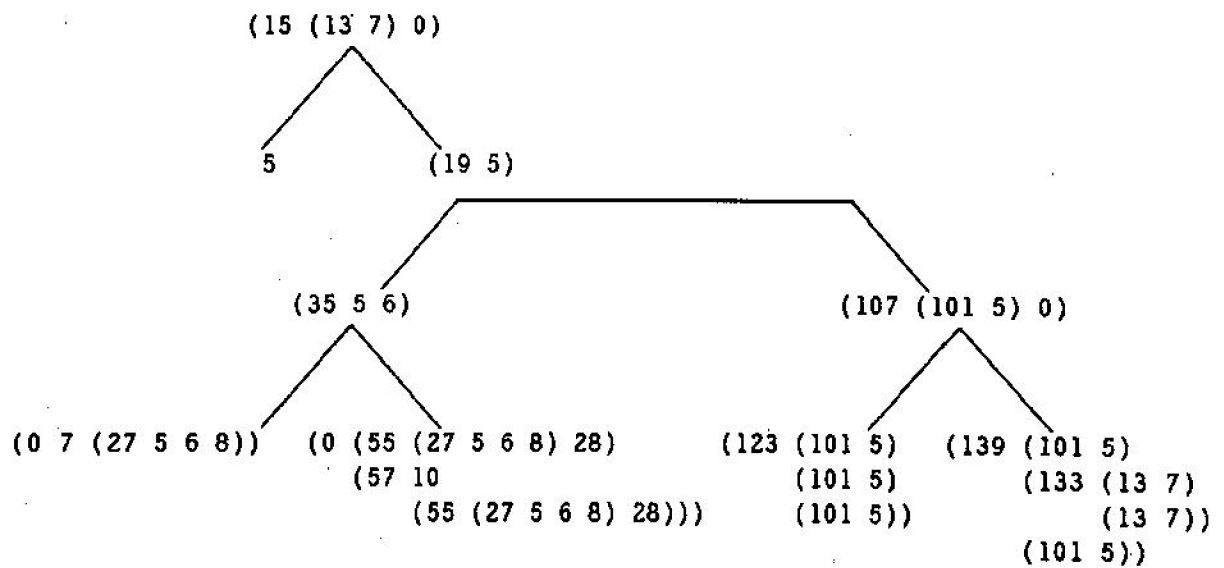 (15 (13 7) 0)
5 (19 5)
(35 5 6) (107 (101 5) 0)
(0 7 (27 5 6 8)) (0 (55 (27 5 6 8) 28) (123 (101 5) (139 (101 5)
(57 10 (101 5) (133 (13 7)
(55 (27 5 6 8) 28))) (101 5)) (13 7))
(101 5))